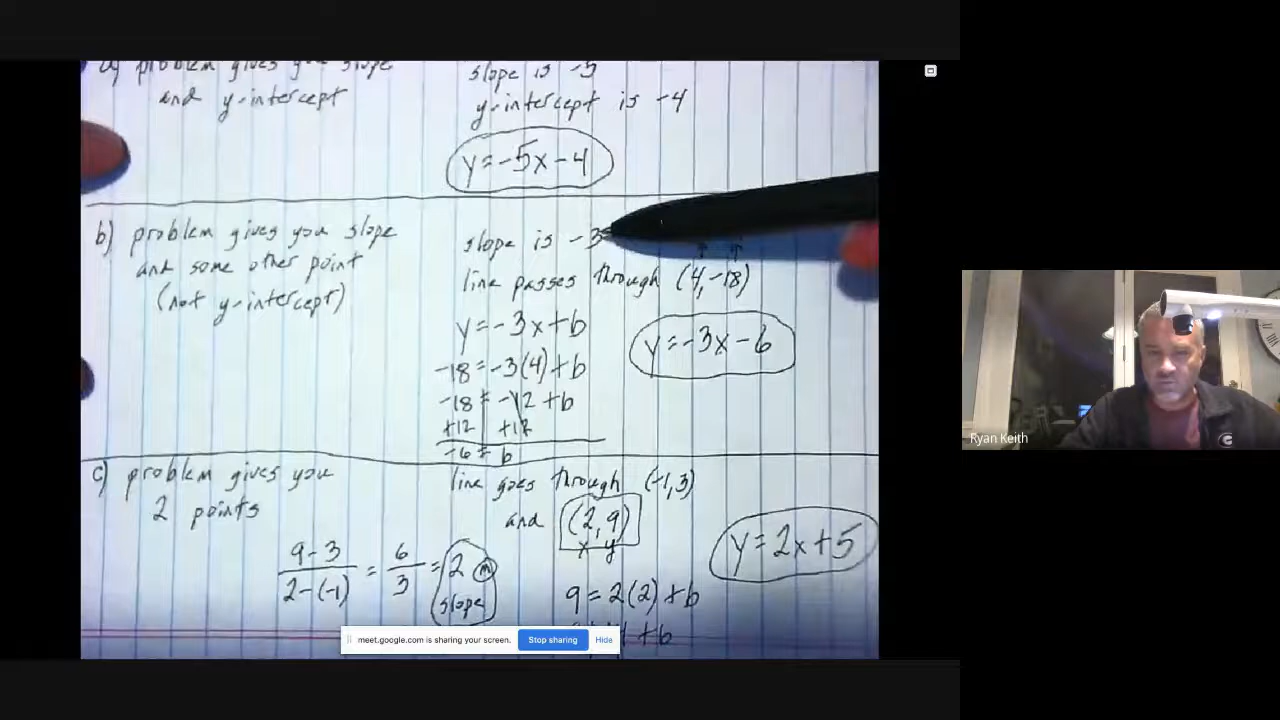 a) problem gives you slope
and y-intercept
slope is -5
y-intercept is -4
y=-5x-4
b) problem gives you slope
and some other point
(not y-intercept)
slope is -3
line passes through (4,-18)
y=-3x+b
-18=-3(4)+b
-18=-12+b
+12 +12
-6=b
y=-3x-6
c) problem gives you
2 points
line goes through (-1,3)
and (2,9)
x y
9-3
2-(-1)
= 6
3
=2 m
slope
9=2(2)+b
+b
y=2x+5
meet.google.com is sharing your screen. Stop sharing Hide
Ryan Keith